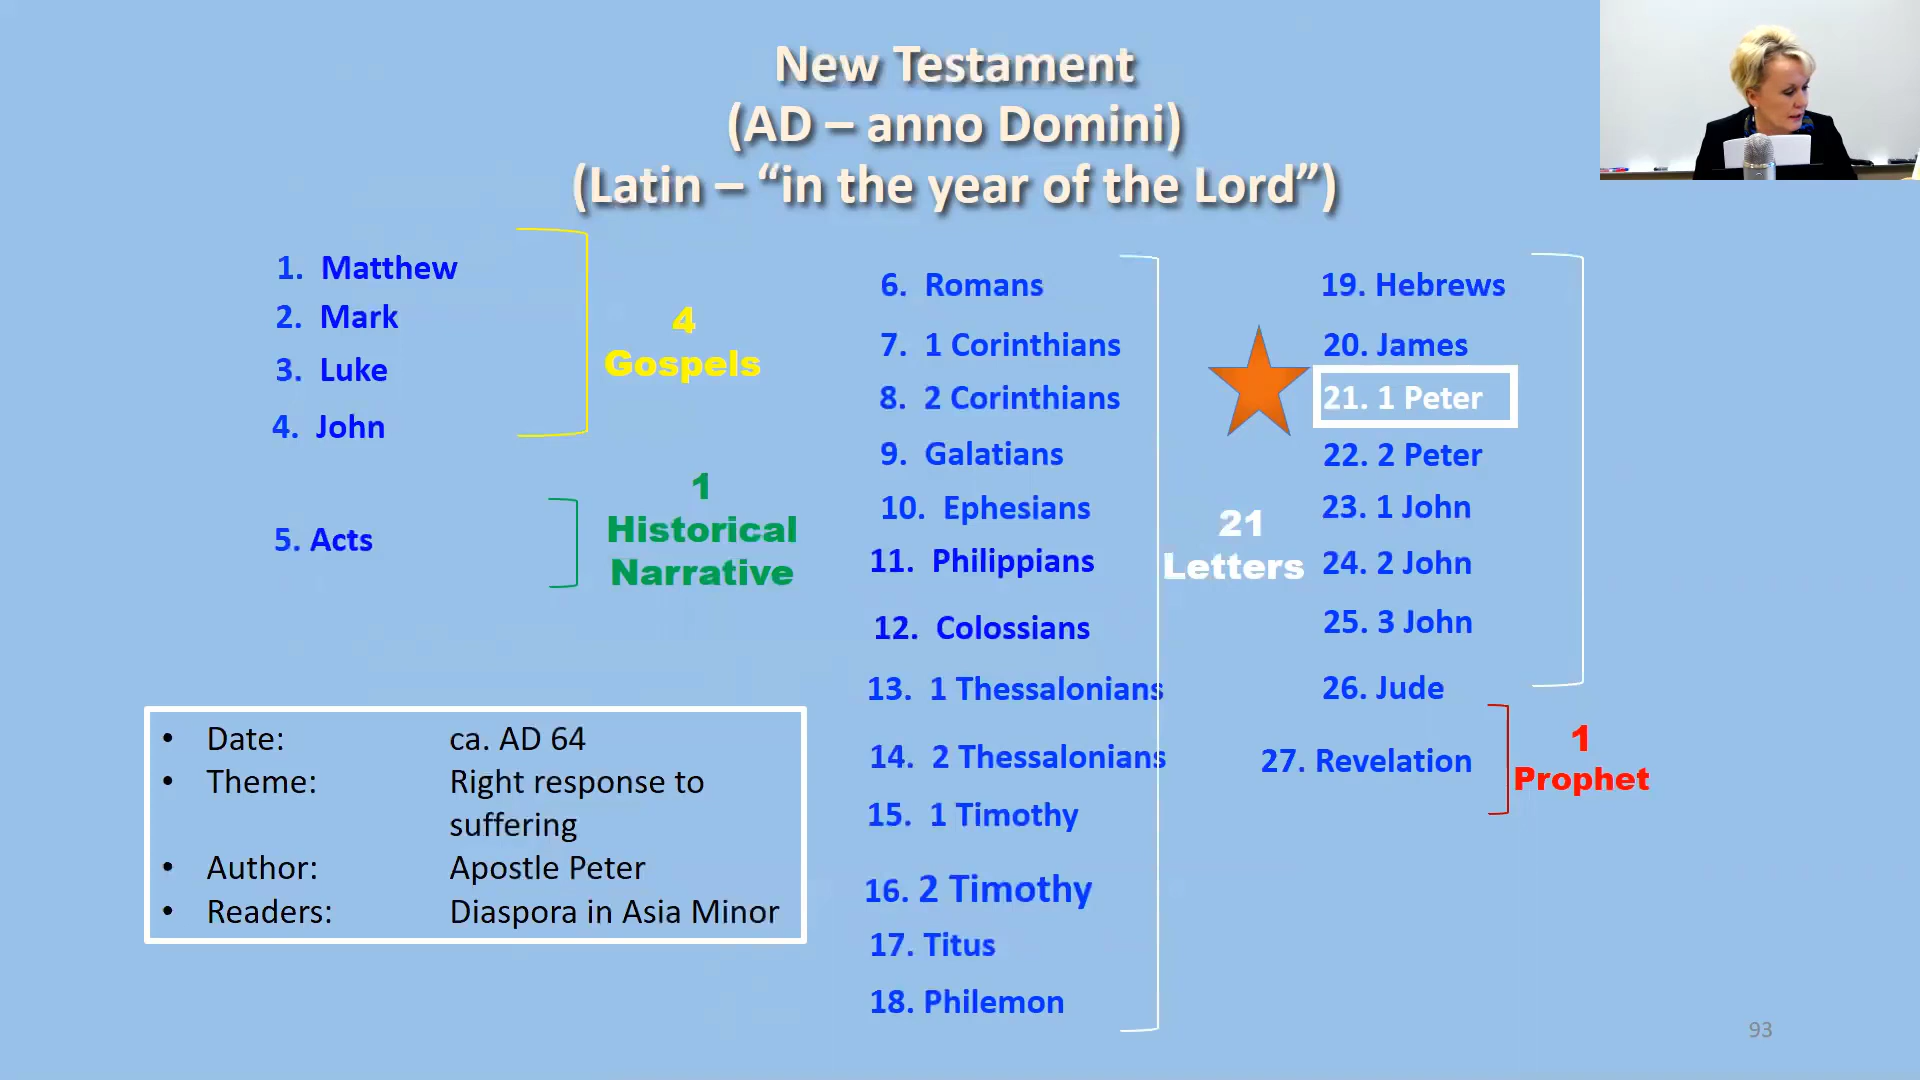 New Testament
(AD – anno Domini)
(Latin – “in the year of the Lord”)
1. Matthew
2. Mark
3. Luke
4. John
4
Gospels
5. Acts
1
Historical
Narrative
6. Romans
7. 1 Corinthians
8. 2 Corinthians
9. Galatians
10. Ephesians
11. Philippians
12. Colossians
13. 1 Thessalonians
14. 2 Thessalonians
15. 1 Timothy
16. 2 Timothy
17. Titus
18. Philemon
21
Letters
19. Hebrews
20. James
21. 1 Peter
22. 2 Peter
23. 1 John
24. 2 John
25. 3 John
26. Jude
27. Revelation
1
Prophet
• Date: ca. AD 64
• Theme: Right response to
suffering
• Author: Apostle Peter
• Readers: Diaspora in Asia Minor
93